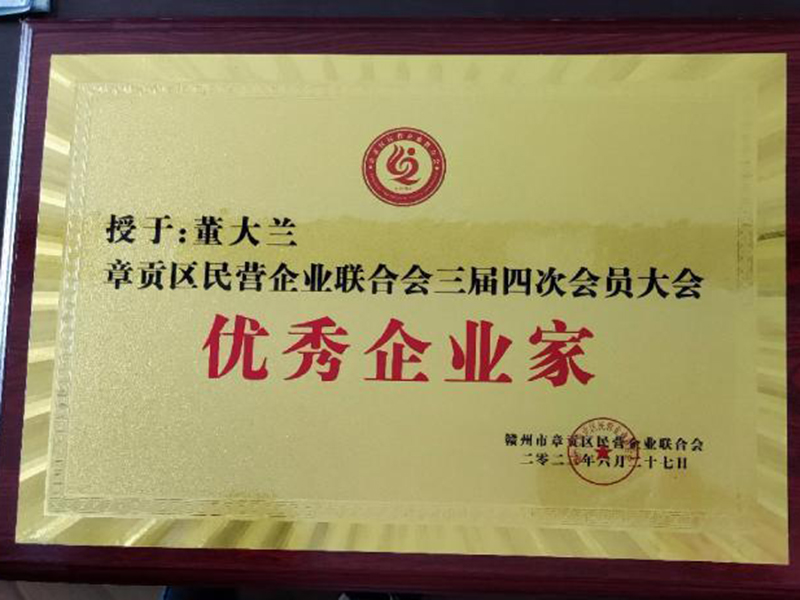 授于:董大兰
章贡区民营企业联合会三届四次会员大会
优秀企业家
赣州市章贡区民营企业联合会
二零二 年六月二十七日